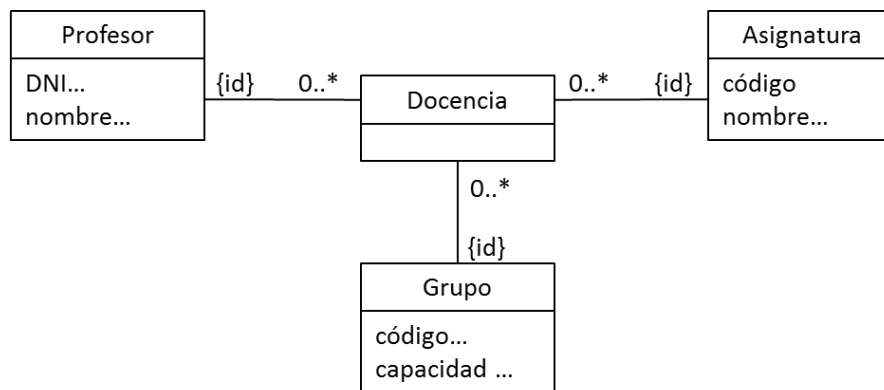 Profesor
DNI...
nombre...
{id}
0..*
Docencia
0..*
{id}
Asignatura
código
nombre...
0..*
{id}
Grupo
código...
capacidad ...